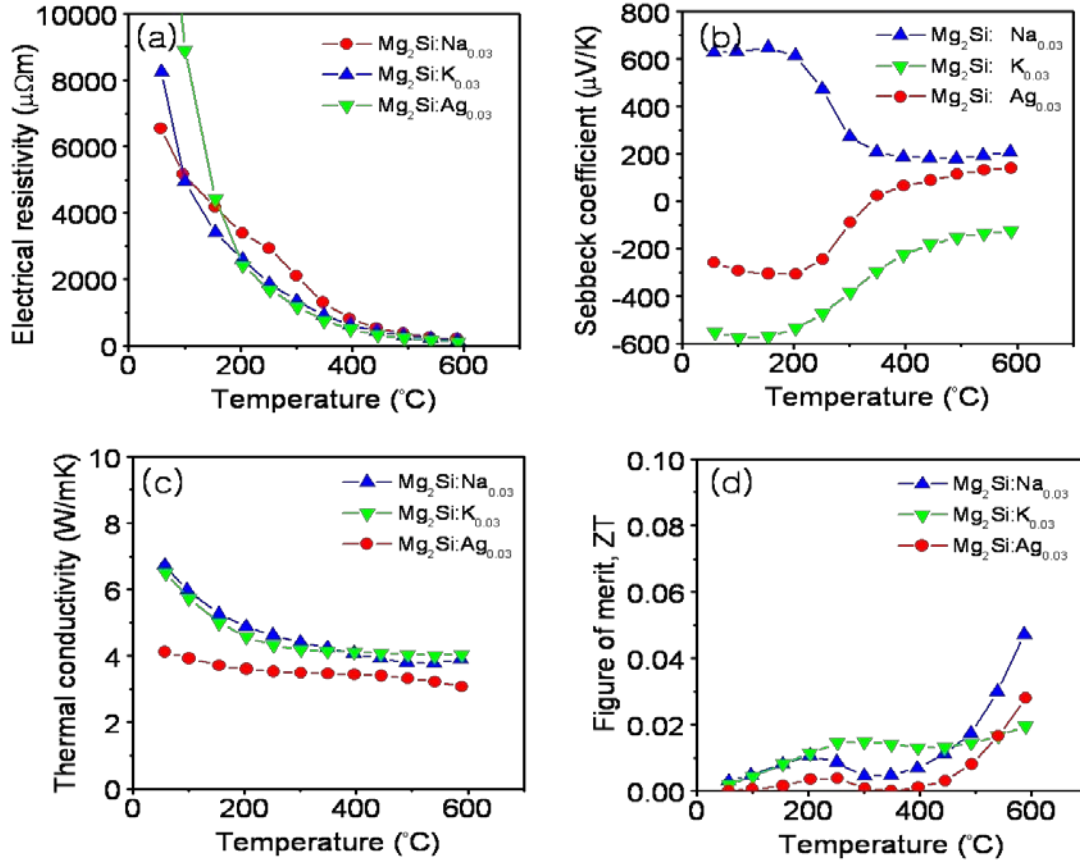 (a)
Mg2Si:Na0.03
Mg2Si:K0.03
Mg2Si:Ag0.03
10000
8000
6000
4000
2000
0
Electrical resistivity (μΩm)
0 200 400 600
Temperature (°C)
(b)
Mg2Si: Na0.03
Mg2Si: K0.03
Mg2Si: Ag0.03
800
600
400
200
0
-200
-400
-600
Sebbeck coefficient (μV/K)
0 200 400 600
Temperature (°C)
(c)
Mg2Si:Na0.03
Mg2Si:K0.03
Mg2Si:Ag0.03
10
8
6
4
2
0
Thermal conductivity (W/mK)
0 200 400 600
Temperature (°C)
(d)
Mg2Si:Na0.03
Mg2Si:K0.03
Mg2Si:Ag0.03
0.10
0.08
0.06
0.04
0.02
0.00
Figure of merit, ZT
0 200 400 600
Temperature (°C)